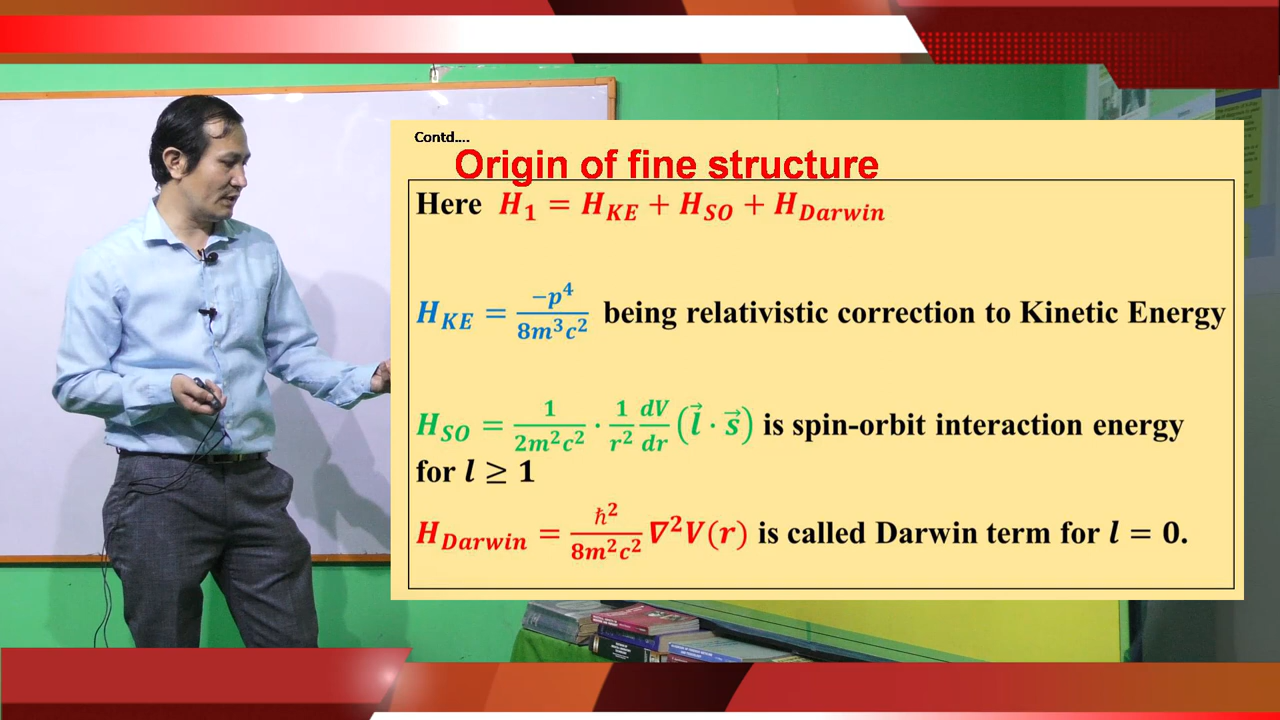 Contd....
Origin of fine structure
Here H₁ = H_KE + H_SO + H_Darwin
H_KE = −p⁴/8m³c² being relativistic correction to Kinetic Energy
H_SO = 1/2m²c² · 1/r² dV/dr (l⃗ · s⃗) is spin-orbit interaction energy
for l ≥ 1
H_Darwin = ℏ²/8m²c² ∇²V(r) is called Darwin term for l = 0.